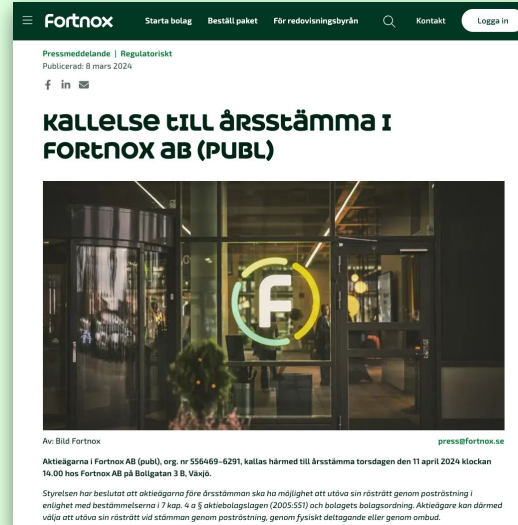 Fortnox Starta bolag Beställ paket För redovisningsbyrån Kontakt Logga in
Pressmeddelande | Regulatoriskt
Publicerad: 8 mars 2024
Kallelse till årsstämma i
Fortnox AB (publ)
F
Av: Bild Fortnox press@fortnox.se
Aktieägarna i Fortnox AB (publ), org. nr 556469-6291, kallas härmed till årsstämma torsdagen den 11 april 2024 klockan
14.00 hos Fortnox AB på Bollgatan 3 B, Växjö.
Styrelsen har beslutat att aktieägarna före årsstämman ska ha möjlighet att utöva sin rösträtt genom poströstning i
enlighet med bestämmelserna i 7 kap. 4 a § aktiebolagslagen (2005:551) och bolagets bolagsordning. Aktieägare kan därmed
välja att utöva sin rösträtt vid stämman genom poströstning, genom fysiskt deltagande eller genom ombud.